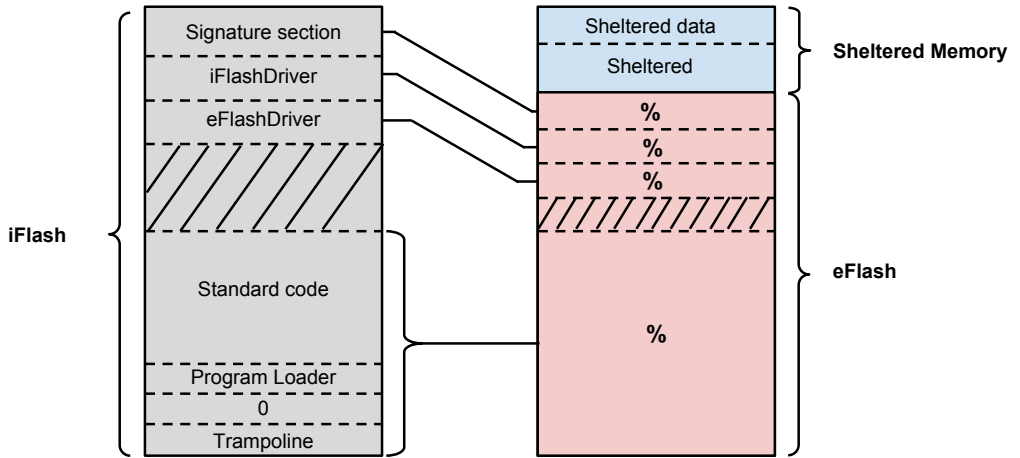 Signature section
iFlashDriver
eFlashDriver
Standard code
Program Loader
0
Trampoline
iFlash
Sheltered data
Sheltered
%
%
%
%
Sheltered Memory
eFlash